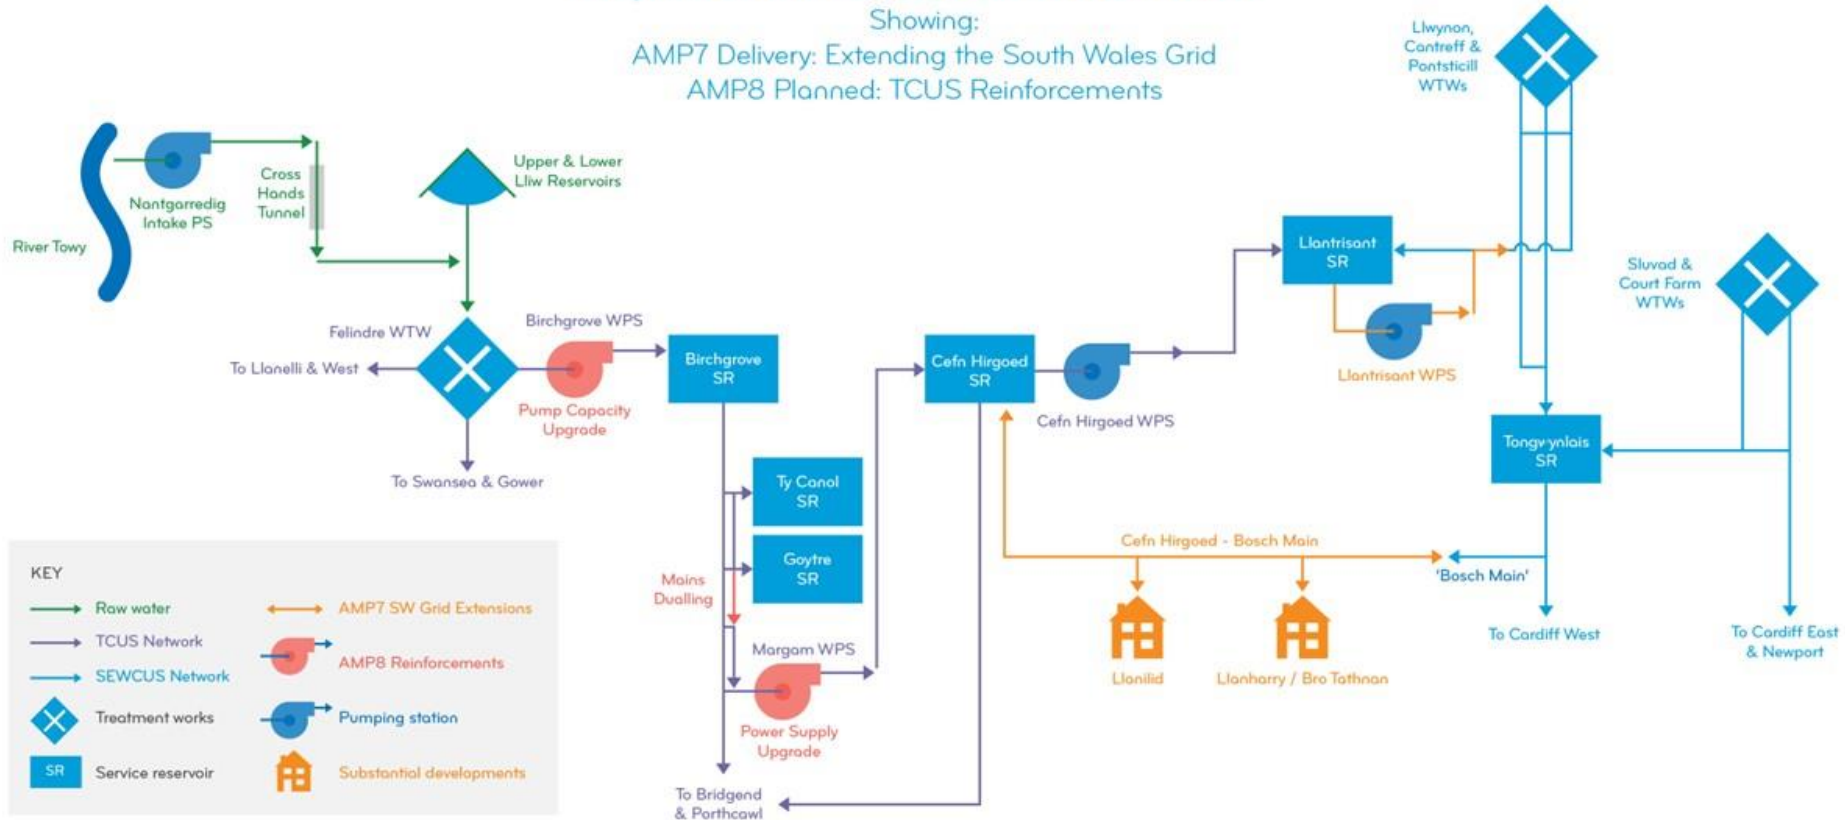 Showing:
AMP7 Delivery: Extending the South Wales Grid
AMP8 Planned: TCUS Reinforcements
Llwynon,
Cantreff &
Pontsticill
WTWs
Cross
Hands
Tunnel
Upper & Lower
Lliw Reservoirs
Nantgarredig
Intake PS
River Towy
Llantrisant
SR
Sluvad &
Court Farm
WTWs
Felindre WTW
Birchgrove WPS
To Llanelli & West
Birchgrove
SR
Cefn Hirgoed
SR
Llantrisant WPS
Pump Capacity
Upgrade
Cefn Hirgoed WPS
Tongwynlais
SR
To Swansea & Gower
Ty Canol
SR
Goytre
SR
Mains
Dualling
Cefn Hirgoed - Bosch Main
'Bosch Main'
Margam WPS
Power Supply
Upgrade
Llanilid
Llanharry / Bro Tathnan
To Cardiff West
To Cardiff East
& Newport
To Bridgend
& Porthcawl
KEY
Raw water
TCUS Network
SEWCUS Network
Treatment works
SR
Service reservoir
AMP7 SW Grid Extensions
AMP8 Reinforcements
Pumping station
Substantial developments